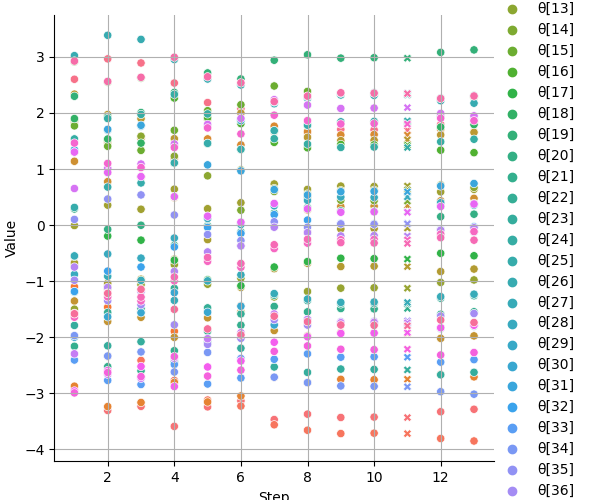 3
2
1
0
−1
−2
−3
−4
Value
2
4
6
8
10
12
Step
θ[13]
θ[14]
θ[15]
θ[16]
θ[17]
θ[18]
θ[19]
θ[20]
θ[21]
θ[22]
θ[23]
θ[24]
θ[25]
θ[26]
θ[27]
θ[28]
θ[29]
θ[30]
θ[31]
θ[32]
θ[33]
θ[34]
θ[35]
θ[36]